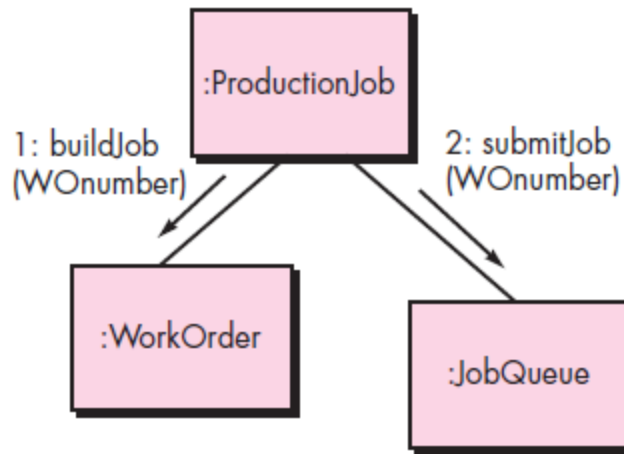 :ProductionJob
1: buildJob
(WOnumber)
2: submitJob
(WOnumber)
:WorkOrder
:JobQueue